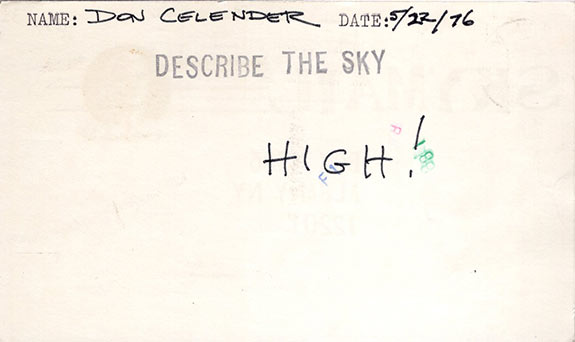 NAME: DON CELENDER DATE: 5/22/76
DESCRIBE THE SKY
HIGH!